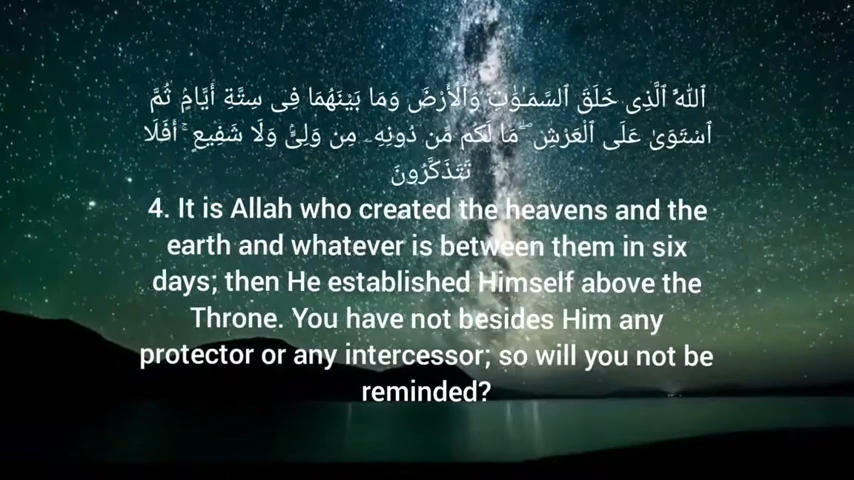 ٱللَّهُ ٱلَّذِى خَلَقَ ٱلسَّمَـٰوَٰتِ وَٱلْأَرْضَ وَمَا بَيْنَهُمَا فِى سِتَّةِ أَيَّامٍۢ ثُمَّ
ٱسْتَوَىٰ عَلَى ٱلْعَرْشِ ۖ مَا لَكُم مِّن دُونِهِۦ مِن وَلِىٍّۢ وَلَا شَفِيعٍ ۚ أَفَلَا
تَتَذَكَّرُونَ
4. It is Allah who created the heavens and the
earth and whatever is between them in six
days; then He established Himself above the
Throne. You have not besides Him any
protector or any intercessor; so will you not be
reminded?